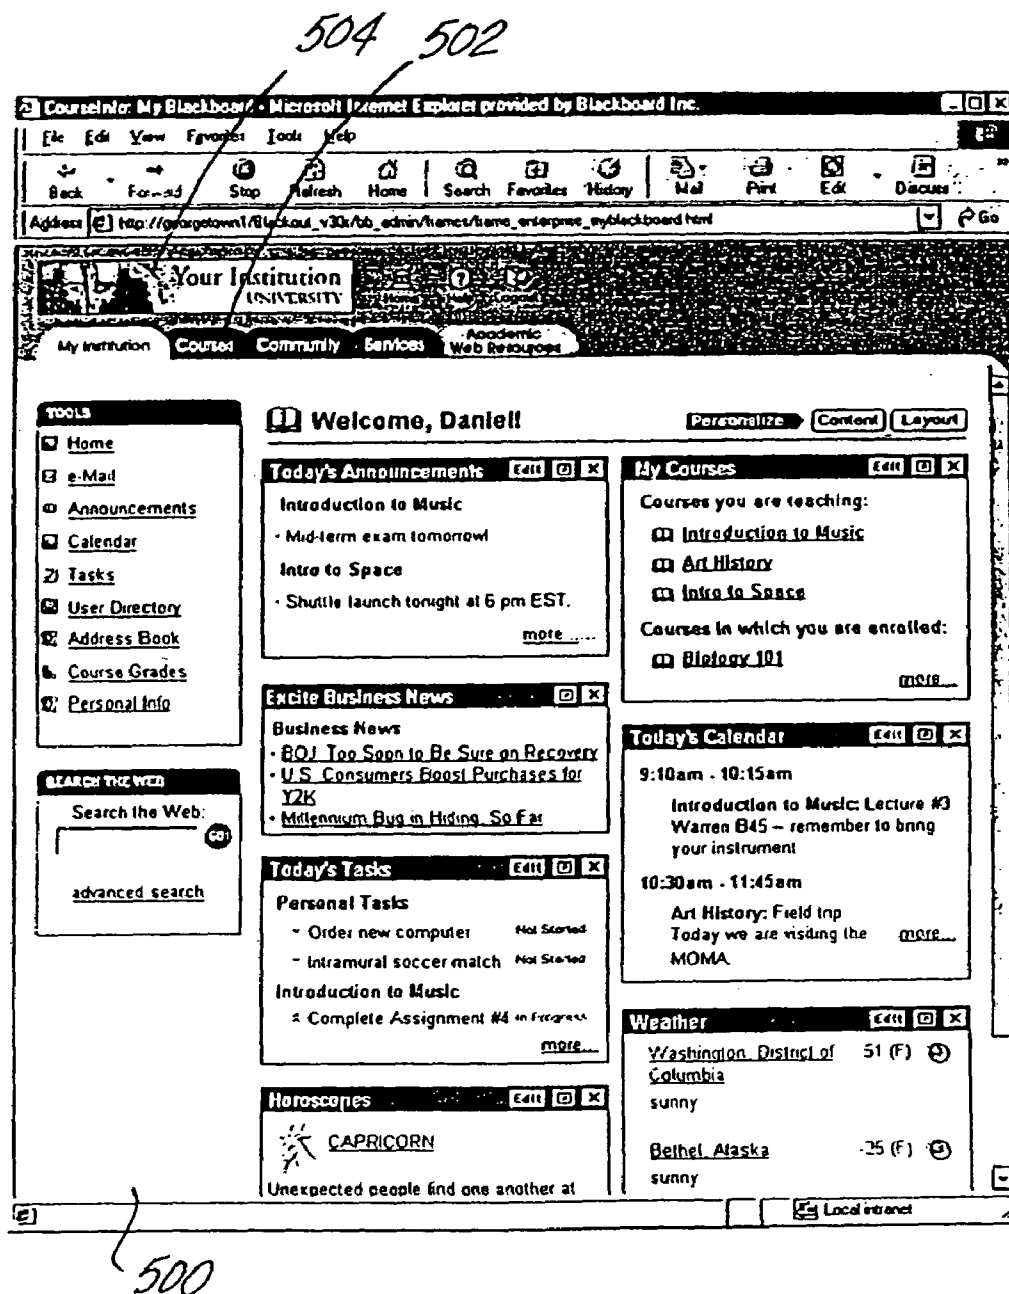 504 502
CourseInfo: My Blackboard - Microsoft Internet Explorer provided by Blackboard Inc.
File Edit View Favorites Tools Help
Back Forward Stop Refresh Home Search Favorites History Mail Print Edit Discuss
Address http://georgetown1/Blackout_v30x/bb_admin/frames/frame_enterprise_myblackboard.html Go
Your Institution
UNIVERSITY
Home Help Logout
My Institution Courses Community Services Academic
Web Resources
TOOLS
Home
e-Mail
Announcements
Calendar
Tasks
User Directory
Address Book
Course Grades
Personal Info
SEARCH THE WEB
Search the Web:
GO!
advanced search
Welcome, Daniel!
Personalize Content Layout
Today's Announcements Edit
Introduction to Music
- Mid-term exam tomorrow!
Intro to Space
- Shuttle launch tonight at 6 pm EST.
more .....
Excite Business News
Business News
• BOJ: Too Soon to Be Sure on Recovery
• U.S. Consumers Boost Purchases for
Y2K
• Millennium Bug in Hiding, So Far
Today's Tasks Edit
Personal Tasks
Order new computer Not Started
Intramural soccer match Not Started
Introduction to Music
Complete Assignment #4 In Progress
more...
Horoscopes Edit
CAPRICORN
Unexpected people find one another at
My Courses Edit
Courses you are teaching:
Introduction to Music
Art History
Intro to Space
Courses in which you are enrolled:
Biology 101
more...
Today's Calendar Edit
9:10am - 10:15am
Introduction to Music: Lecture #3
Warren B45 -- remember to bring
your instrument
10:30am - 11:45am
Art History: Field trip
Today we are visiting the more...
MOMA.
Weather Edit
Washington, District of 51 (F)
Columbia
sunny
Bethel, Alaska -25 (F)
sunny
Local intranet
500